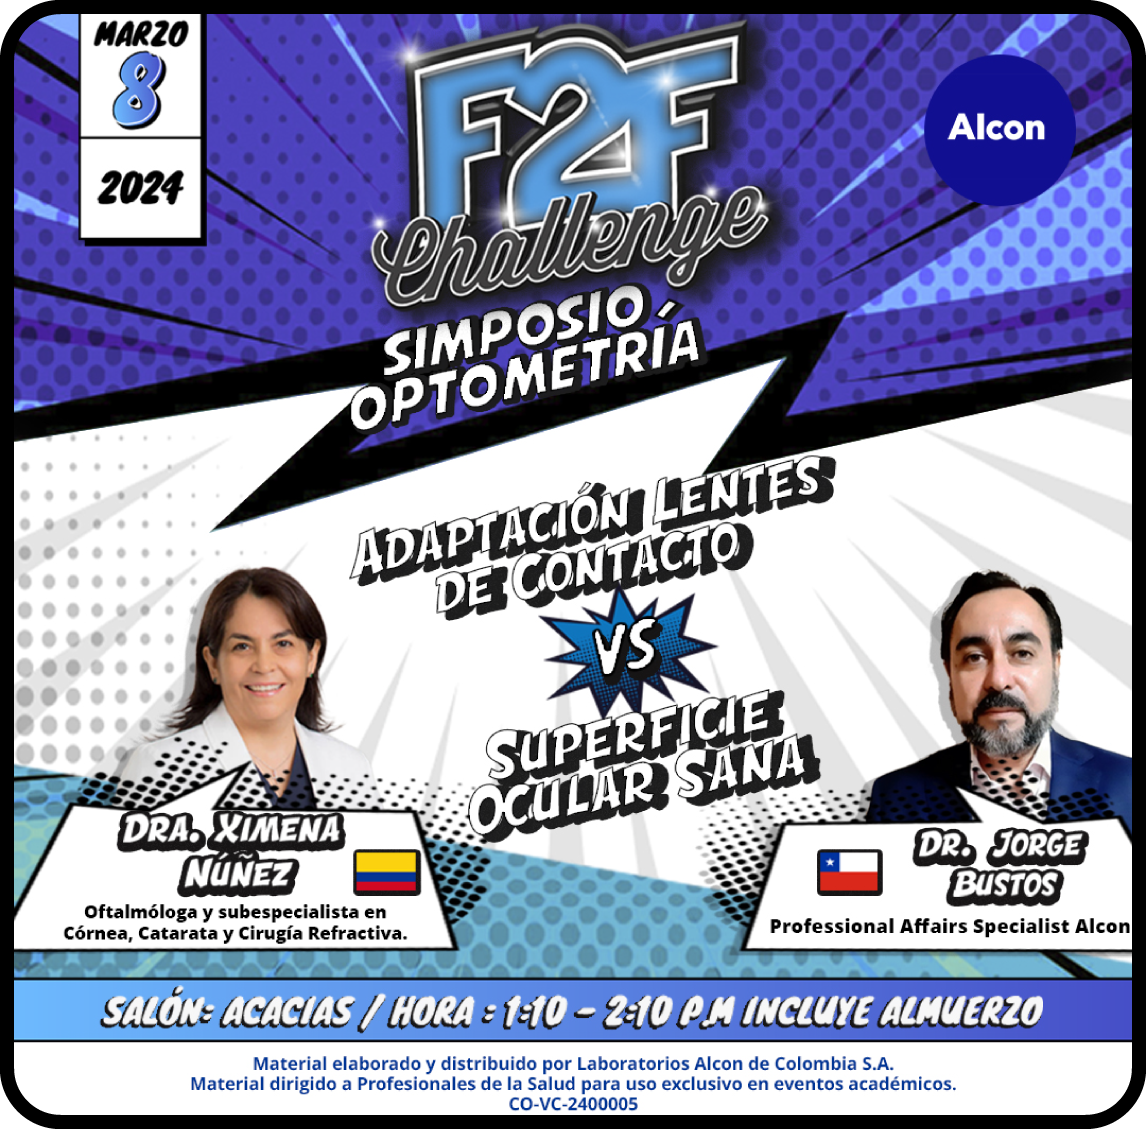 MARZO
8
2024
F2F
Challenge
Alcon
SIMPOSIO
OPTOMETRÍA
ADAPTACIÓN LENTES
DE CONTACTO
VS
SUPERFICIE
OCULAR SANA
DRA. XIMENA
NÚÑEZ
Oftalmóloga y subespecialista en
Córnea, Catarata y Cirugía Refractiva.
DR. JORGE
BUSTOS
Professional Affairs Specialist Alcon
SALÓN: ACACIAS / HORA : 1:10 - 2:10 P.M INCLUYE ALMUERZO
Material elaborado y distribuido por Laboratorios Alcon de Colombia S.A.
Material dirigido a Profesionales de la Salud para uso exclusivo en eventos académicos.
CO-VC-2400005